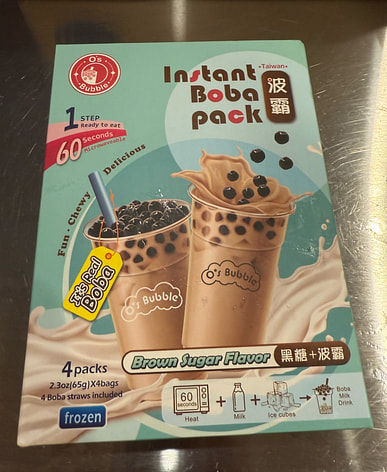 O's
Bubble
Instant
Boba
pack
•Taiwan•
波霸
1 STEP
Ready to eat
60 Seconds
Microwaveable
Fun · Chewy · Delicious
It's Real
Boba
O's Bubble
O's Bubble
4 packs
2.3oz(65g)X4bags
4 Boba straws included
frozen
Brown Sugar Flavor
黑糖+波霸
60
seconds
Heat
+
Milk
+
Ice cubes
Boba
Milk
Drink